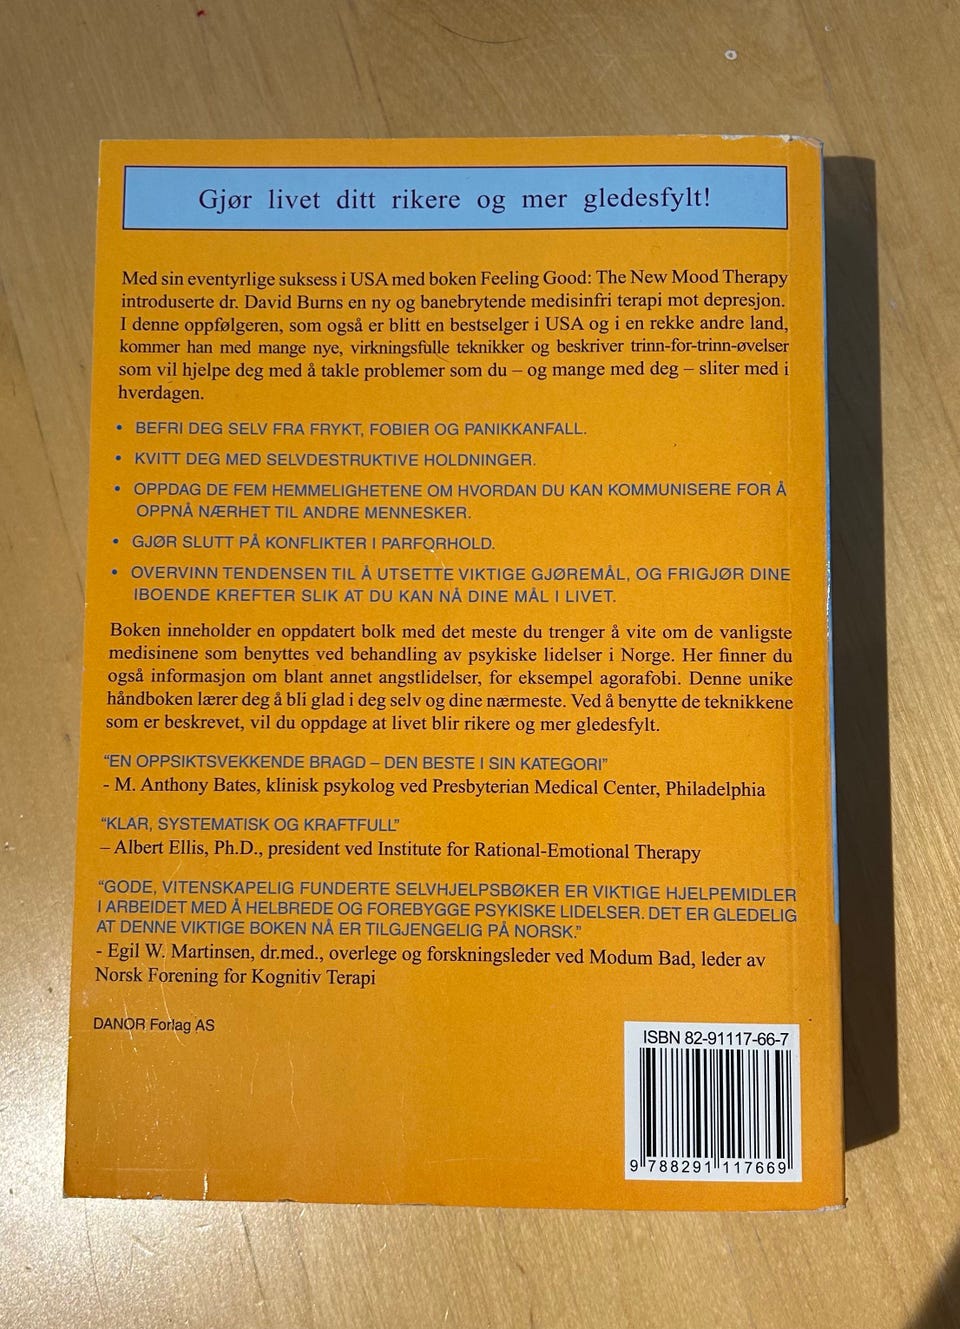 Gjør livet ditt rikere og mer gledesfylt!
Med sin eventyrlige suksess i USA med boken Feeling Good: The New Mood Therapy
introduserte dr. David Burns en ny og banebrytende medisinfri terapi mot depresjon.
I denne oppfølgeren, som også er blitt en bestselger i USA og i en rekke andre land,
kommer han med mange nye, virkningsfulle teknikker og beskriver trinn-for-trinn-øvelser
som vil hjelpe deg med å takle problemer som du – og mange med deg – sliter med i
hverdagen.
• BEFRI DEG SELV FRA FRYKT, FOBIER OG PANIKKANFALL.
• KVITT DEG MED SELVDESTRUKTIVE HOLDNINGER.
• OPPDAG DE FEM HEMMELIGHETENE OM HVORDAN DU KAN KOMMUNISERE FOR Å
OPPNÅ NÆRHET TIL ANDRE MENNESKER.
• GJØR SLUTT PÅ KONFLIKTER I PARFORHOLD.
• OVERVINN TENDENSEN TIL Å UTSETTE VIKTIGE GJØREMÅL, OG FRIGJØR DINE
IBOENDE KREFTER SLIK AT DU KAN NÅ DINE MÅL I LIVET.
Boken inneholder en oppdatert bolk med det meste du trenger å vite om de vanligste
medisinene som benyttes ved behandling av psykiske lidelser i Norge. Her finner du
også informasjon om blant annet angstlidelser, for eksempel agorafobi. Denne unike
håndboken lærer deg å bli glad i deg selv og dine nærmeste. Ved å benytte de teknikkene
som er beskrevet, vil du oppdage at livet blir rikere og mer gledesfylt.
"EN OPPSIKTSVEKKENDE BRAGD – DEN BESTE I SIN KATEGORI"
- M. Anthony Bates, klinisk psykolog ved Presbyterian Medical Center, Philadelphia
"KLAR, SYSTEMATISK OG KRAFTFULL"
– Albert Ellis, Ph.D., president ved Institute for Rational-Emotional Therapy
"GODE, VITENSKAPELIG FUNDERTE SELVHJELPSBØKER ER VIKTIGE HJELPEMIDLER
I ARBEIDET MED Å HELBREDE OG FOREBYGGE PSYKISKE LIDELSER. DET ER GLEDELIG
AT DENNE VIKTIGE BOKEN NÅ ER TILGJENGELIG PÅ NORSK."
- Egil W. Martinsen, dr.med., overlege og forskningsleder ved Modum Bad, leder av
Norsk Forening for Kognitiv Terapi
DANOR Forlag AS
ISBN 82-91117-66-7
9 788291 117669